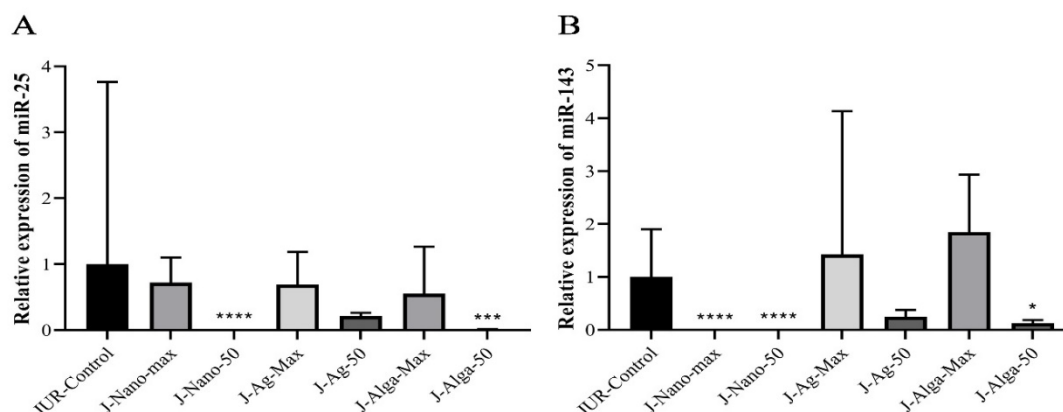 A
Relative expression of miR-25
4
3
2
1
0
****
***
JUR-Control
J-Nano-max
J-Nano-50
J-Ag-Max
J-Ag-50
J-Alga-Max
J-Alga-50
B
Relative expression of miR-143
5
4
3
2
1
0
****
****
*
JUR-Control
J-Nano-max
J-Nano-50
J-Ag-Max
J-Ag-50
J-Alga-Max
J-Alga-50